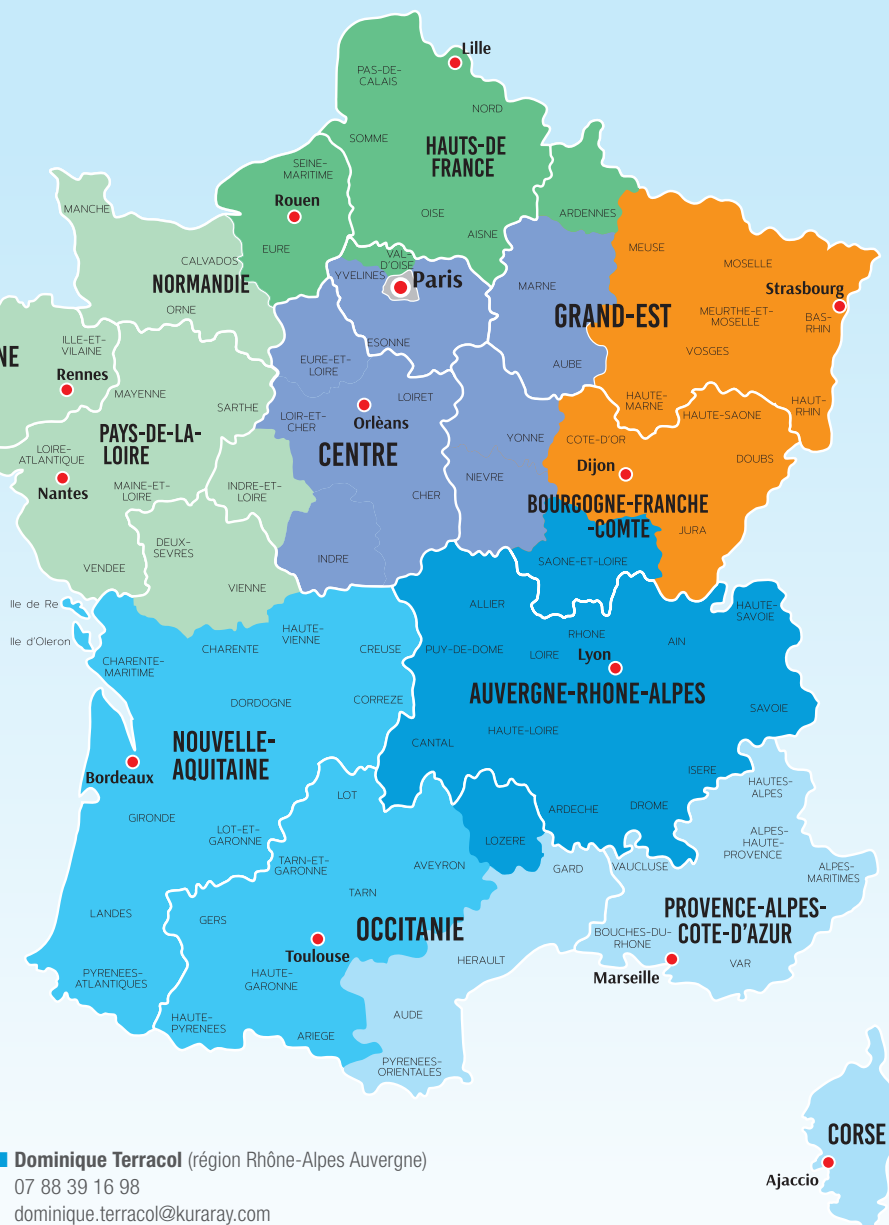 Lille
PAS-DE-
CALAIS
NORD
SOMME
HAUTS-DE
FRANCE
SEINE-
MARITIME
Rouen
OISE
ARDENNES
MANCHE
AISNE
EURE
MEUSE
CALVADOS
VAL-
D'OISE
MOSELLE
YVELINES
Paris
NORMANDIE
MARNE
Strasbourg
ORNE
GRAND-EST
MEURTHE-ET-
MOSELLE
BAS-
RHIN
ILLE-ET-
VILAINE
ESONNE
VOSGES
NE
EURE-ET-
LOIRE
AUBE
Rennes
MAYENNE
LOIRET
HAUTE-
MARNE
HAUT-
RHIN
SARTHE
LOIR-ET-
CHER
Orlèans
HAUTE-SAONE
PAYS-DE-LA-
LOIRE
YONNE
COTE-D'OR
LOIRE-
ATLANTIQUE
CENTRE
Dijon
DOUBS
Nantes
MAINE-ET-
LOIRE
INDRE-ET-
LOIRE
CHER
NIEVRE
BOURGOGNE-FRANCHE
-COMTE
JURA
DEUX-
SEVRES
INDRE
SAONE-ET-LOIRE
VENDEE
VIENNE
Ile de Re
ALLIER
HAUTE-
SAVOIE
Ile d'Oleron
HAUTE-
VIENNE
RHONE
AIN
CHARENTE
CREUSE
PUY-DE-DOME
LOIRE
Lyon
CHARENTE-
MARITIME
AUVERGNE-RHONE-ALPES
DORDOGNE
CORREZE
SAVOIE
HAUTE-LOIRE
NOUVELLE-
AQUITAINE
CANTAL
Bordeaux
ISERE
HAUTES-
ALPES
LOT
ARDECHE
DROME
GIRONDE
LOT-ET-
GARONNE
LOZERE
ALPES-
HAUTE-
PROVENCE
TARN-ET-
GARONNE
AVEYRON
GARD
VAUCLUSE
ALPES-
MARITIMES
TARN
LANDES
GERS
OCCITANIE
PROVENCE-ALPES-
COTE-D'AZUR
BOUCHES-DU-
RHONE
Toulouse
HERAULT
VAR
PYRENEES-
ATLANTIQUES
HAUTE-
GARONNE
Marseille
HAUTE-
PYRENEES
AUDE
ARIEGE
PYRENEES-
ORIENTALES
CORSE
Ajaccio
Dominique Terracol (région Rhône-Alpes Auvergne)
07 88 39 16 98
dominique.terracol@kuraray.com